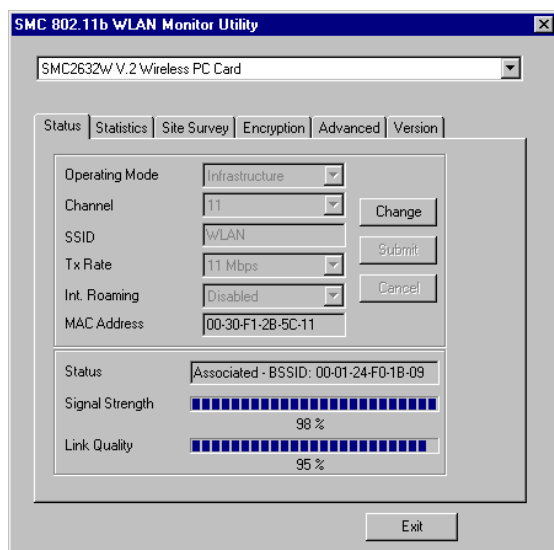 SMC 802.11b WLAN Monitor Utility
SMC2632W V.2 Wireless PC Card
Status Statistics Site Survey Encryption Advanced Version
Operating Mode Infrastructure
Channel 11 Change
SSID WLAN Submit
Tx Rate 11 Mbps Cancel
Int. Roaming Disabled
MAC Address 00-30-F1-2B-5C-11
Status Associated - BSSID: 00-01-24-F0-1B-09
Signal Strength
98 %
Link Quality
95 %
Exit